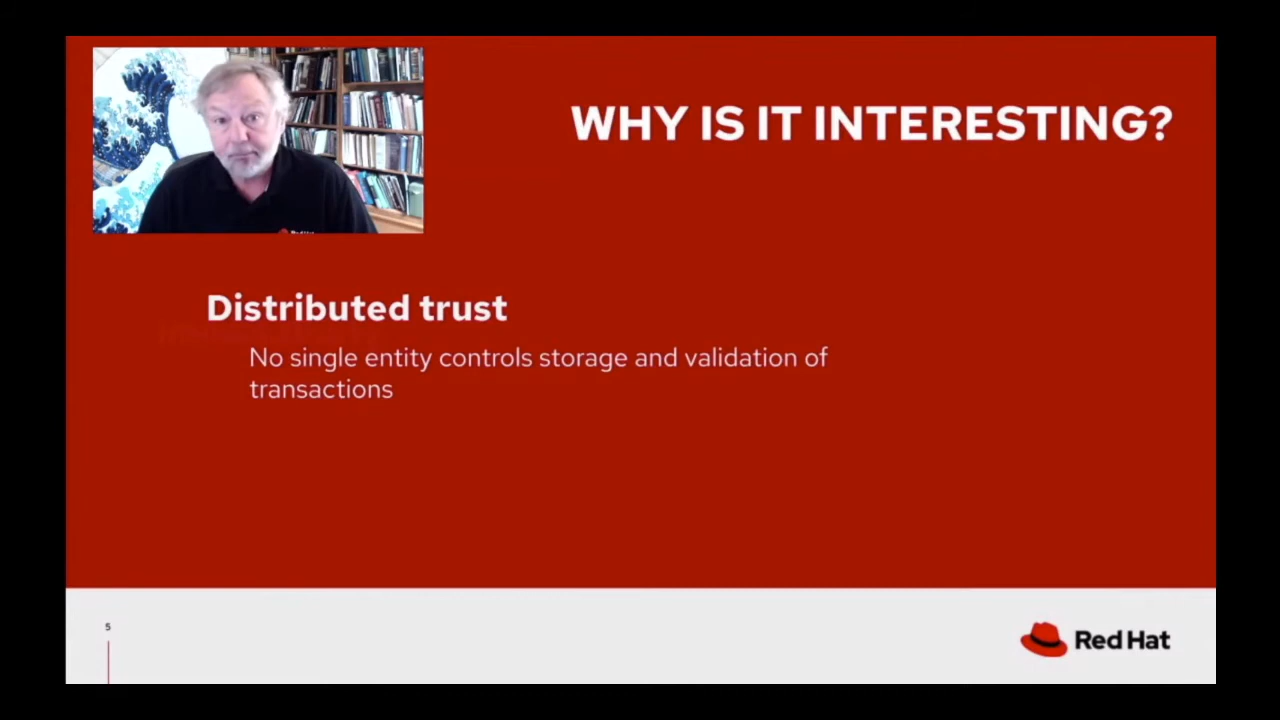 WHY IS IT INTERESTING?
Distributed trust
No single entity controls storage and validation of
transactions
5
Red Hat